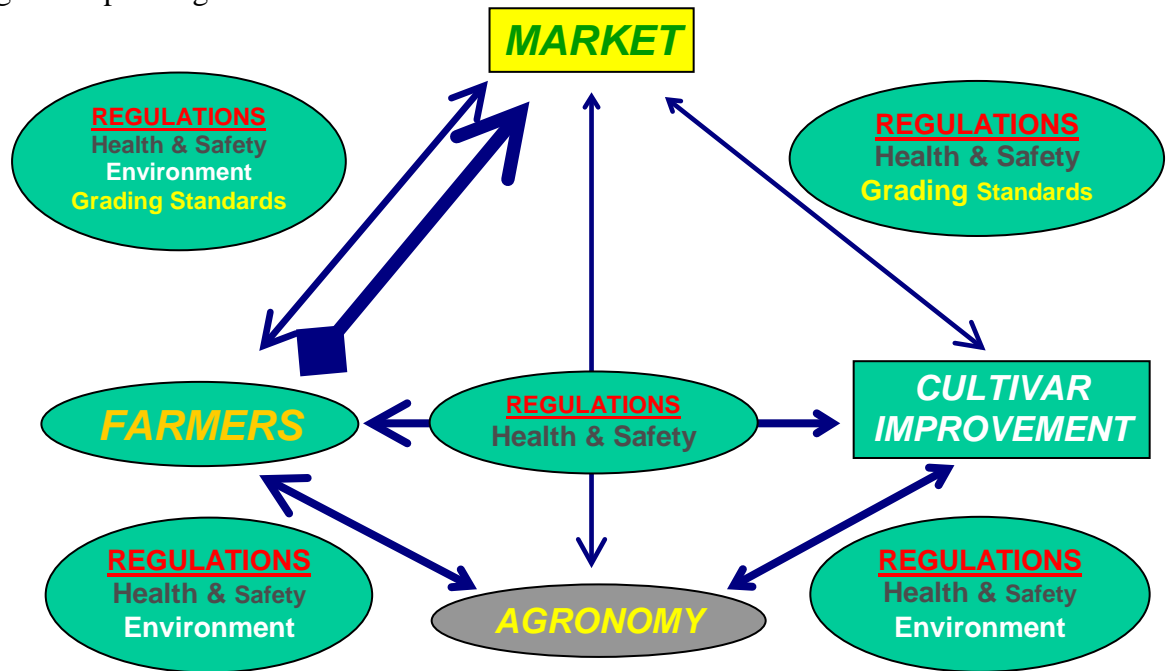 MARKET
REGULATIONS
Health & Safety
Environment
Grading Standards
REGULATIONS
Health & Safety
Grading Standards
FARMERS
REGULATIONS
Health & Safety
CULTIVAR
IMPROVEMENT
REGULATIONS
Health & Safety
Environment
AGRONOMY
REGULATIONS
Health & Safety
Environment